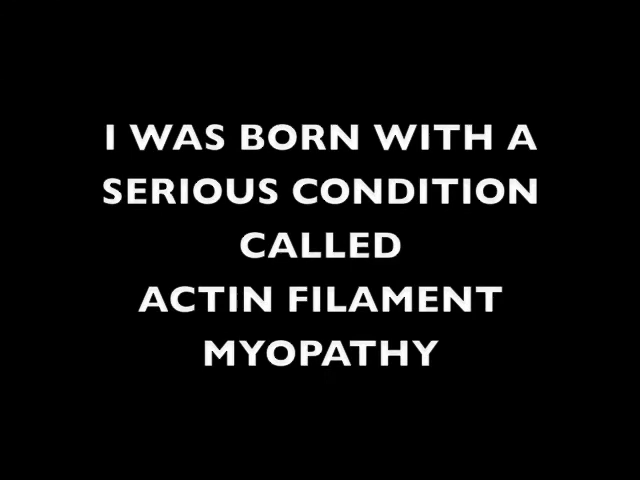 I WAS BORN WITH A
SERIOUS CONDITION
CALLED
ACTIN FILAMENT
MYOPATHY